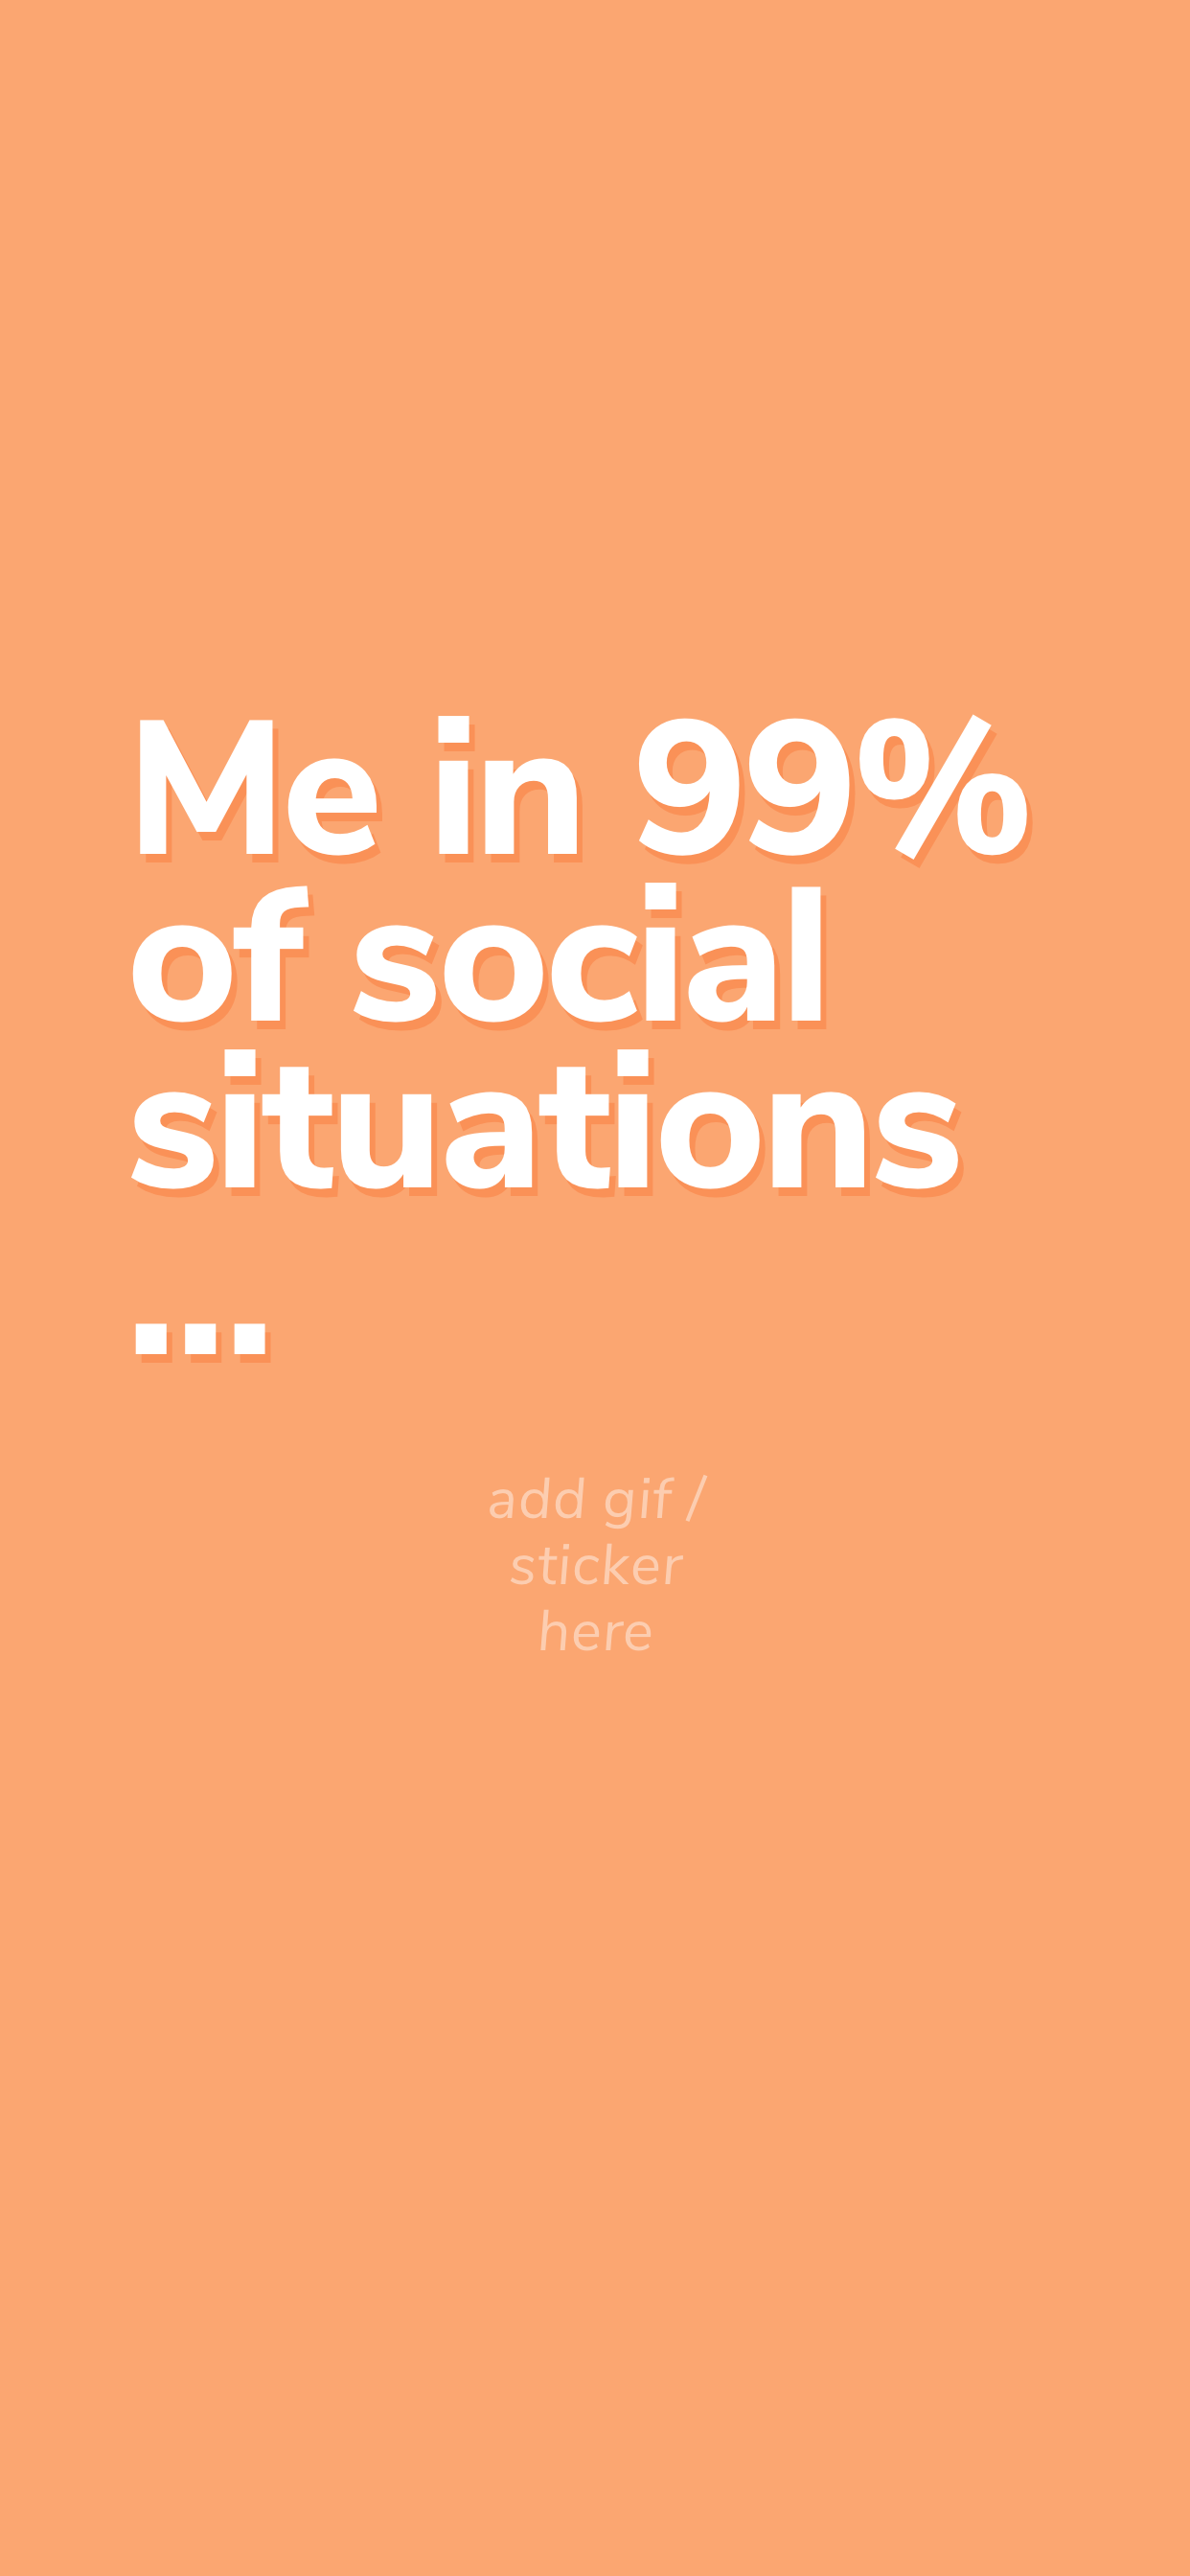 Me in 99%
of social
situations
...
add gif /
sticker
here